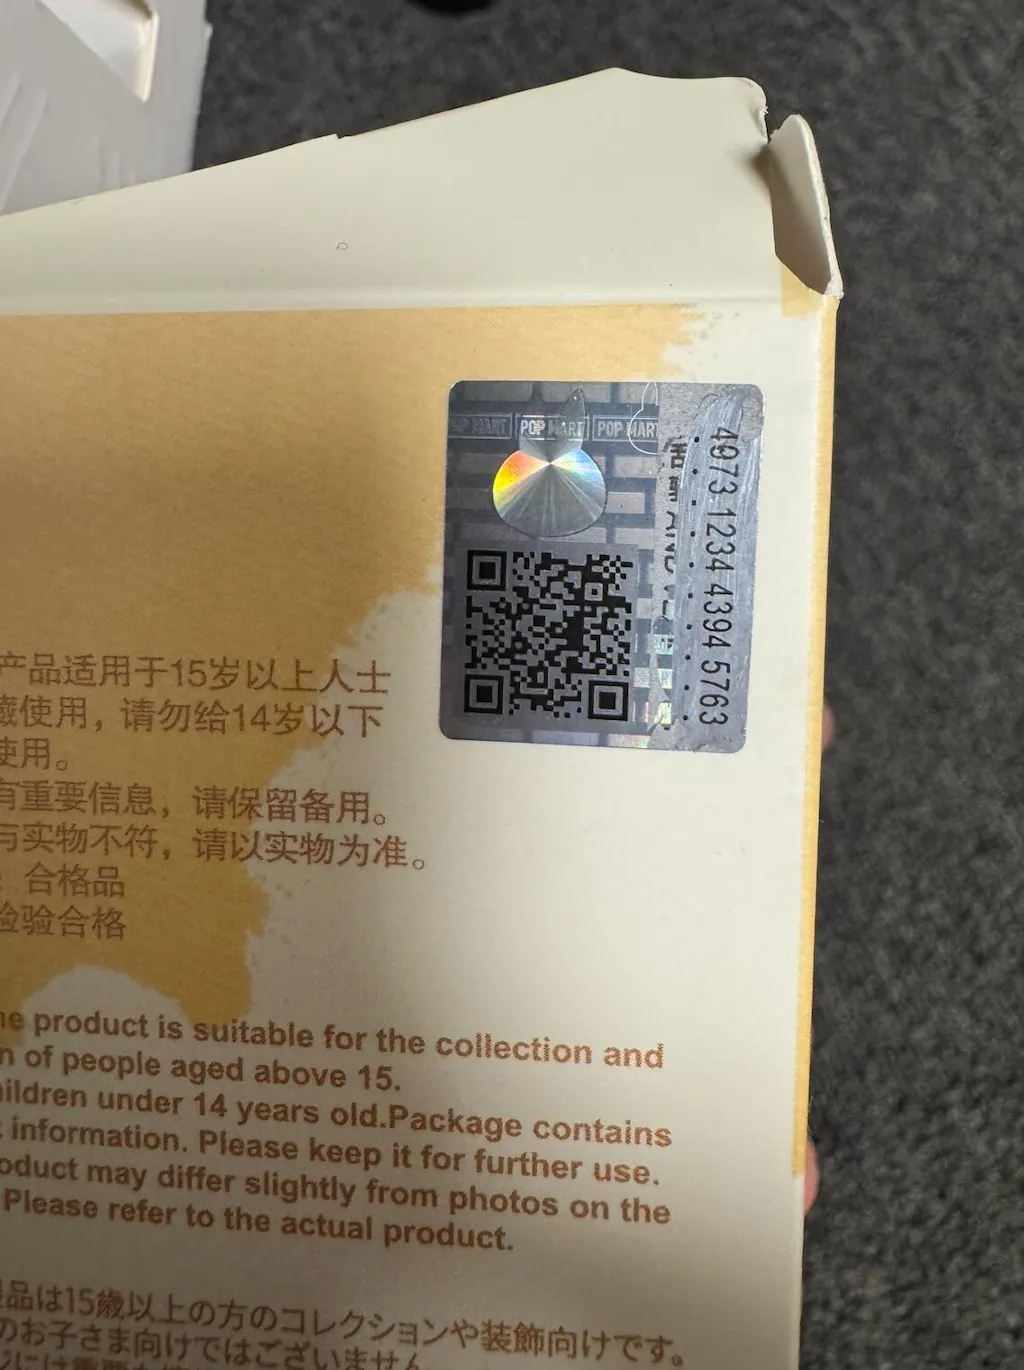 POP MART
POP MART
4073 1234 4394 5763
产品适用于15岁以上人士
使用，请勿给14岁以下
使用。
有重要信息，请保留备用。
与实物不符，请以实物为准。
合格品
检验合格
product is suitable for the collection and
of people aged above 15.
under 14 years old.Package contains
information. Please keep it for further use.
may differ slightly from photos on the
Please refer to the actual product.
品は15歳以上の方のコレクションや装飾向けです。
のお子さま向けではございません